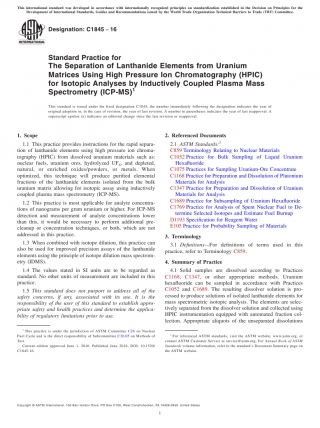 This international standard was developed in accordance with internationally recognized principles on standardization established in the Decision on Principles for the
Development of International Standards, Guides and Recommendations issued by the World Trade Organization Technical Barriers to Trade (TBT) Committee.
Designation: C1845 − 16
Standard Practice for
The Separation of Lanthanide Elements from Uranium
Matrices Using High Pressure Ion Chromatography (HPIC)
for Isotopic Analyses by Inductively Coupled Plasma Mass
Spectrometry (ICP-MS)1
This standard is issued under the fixed designation C1845; the number immediately following the designation indicates the year of
original adoption or, in the case of revision, the year of last revision. A number in parentheses indicates the year of last reapproval. A
superscript epsilon (ε) indicates an editorial change since the last revision or reapproval.
1. Scope
1.1 This practice provides instructions for the rapid separa-
tion of lanthanide elements using high pressure ion chroma-
tography (HPIC) from dissolved uranium materials such as:
nuclear fuels, uranium ores, hydrolyzed UF6, and depleted,
natural, or enriched oxides/powders, or metals. When
optimized, this technique will produce purified elemental
fractions of the lanthanide elements isolated from the bulk
uranium matrix allowing for isotopic assay using inductively
coupled plasma mass spectrometry (ICP-MS).
1.2 This practice is most applicable for analyte concentra-
tions of nanograms per gram uranium or higher. For ICP-MS
detection and measurement of analyte concentrations lower
than this, it would be necessary to perform additional pre-
cleanup or concentration techniques, or both, which are not
addressed in this practice.
1.3 When combined with isotope dilution, this practice can
also be used for improved precision assays of the lanthanide
elements using the principle of isotope dilution mass spectrom-
etry (IDMS).
1.4 The values stated in SI units are to be regarded as
standard. No other units of measurement are included in this
practice.
1.5 This standard does not purport to address all of the
safety concerns, if any, associated with its use. It is the
responsibility of the user of this standard to establish appro-
priate safety and health practices and determine the applica-
bility of regulatory limitations prior to use.
1 This practice is under the jurisdiction of ASTM Committee C26 on Nuclear
Fuel Cycle and is the direct responsibility of Subcommittee C26.05 on Methods of
Test.
Current edition approved June 1, 2016. Published June 2016. DOI: 10.1520/
C1845-16.
2. Referenced Documents
2.1 ASTM Standards:2
C859 Terminology Relating to Nuclear Materials
C1052 Practice for Bulk Sampling of Liquid Uranium
Hexafluoride
C1075 Practices for Sampling Uranium-Ore Concentrate
C1168 Practice for Preparation and Dissolution of Plutonium
Materials for Analysis
C1347 Practice for Preparation and Dissolution of Uranium
Materials for Analysis
C1689 Practice for Subsampling of Uranium Hexafluoride
C1769 Practice for Analysis of Spent Nuclear Fuel to De-
termine Selected Isotopes and Estimate Fuel Burnup
D1193 Specification for Reagent Water
E105 Practice for Probability Sampling of Materials
3. Terminology
3.1 Definitions—For definitions of terms used in this
practice, refer to Terminology C859.
4. Summary of Practice
4.1 Solid samples are dissolved according to Practices
C1168, C1347, or other appropriate methods. Uranium
hexafluoride can be sampled in accordance with Practices
C1052 and C1689. The resulting dissolver solution is pro-
cessed to produce solutions of isolated lanthanide elements for
mass spectrometric isotopic analysis. The elements are selec-
tively separated from the dissolver solution and collected using
HPIC instrumentation equipped with automated fraction col-
lection. Appropriate aliquots of the unseparated dissolutions
2 For referenced ASTM standards, visit the ASTM website, www.astm.org, or
contact ASTM Customer Service at service@astm.org. For Annual Book of ASTM
Standards volume information, refer to the standard's Document Summary page on
the ASTM website.
Copyright © ASTM International, 100 Barr Harbor Drive, PO Box C700, West Conshohocken, PA 19428-2959. United States
1